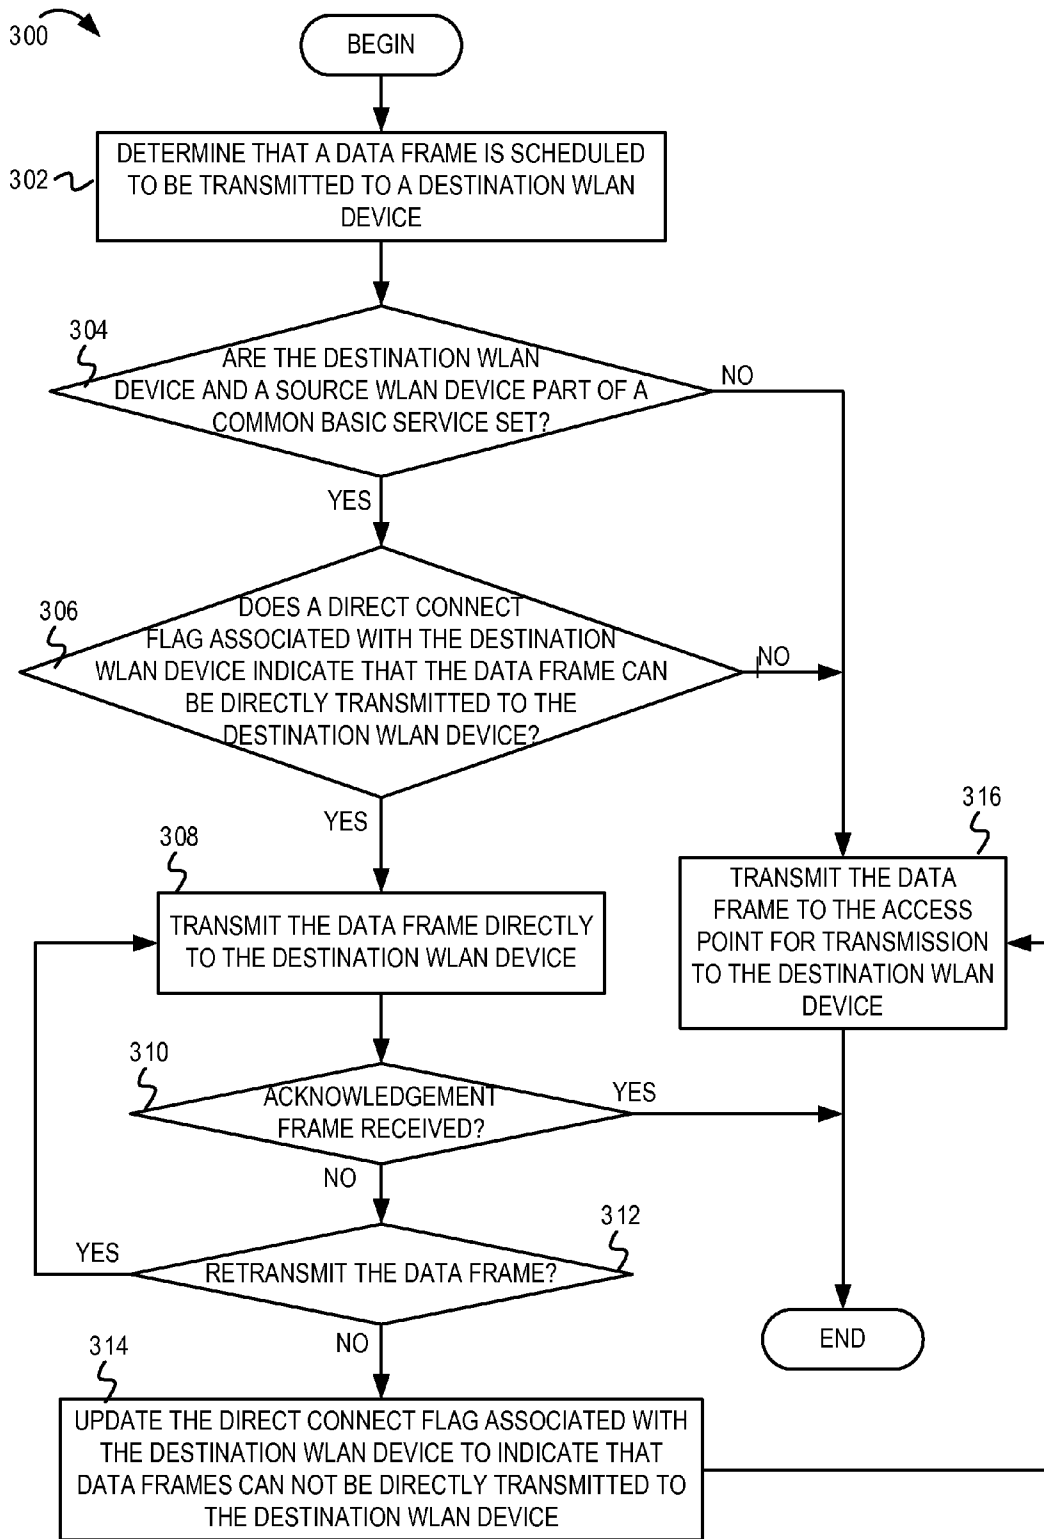 300
BEGIN
302
DETERMINE THAT A DATA FRAME IS SCHEDULED
TO BE TRANSMITTED TO A DESTINATION WLAN
DEVICE
304
ARE THE DESTINATION WLAN
DEVICE AND A SOURCE WLAN DEVICE PART OF A
COMMON BASIC SERVICE SET?
NO
YES
306
DOES A DIRECT CONNECT
FLAG ASSOCIATED WITH THE DESTINATION
WLAN DEVICE INDICATE THAT THE DATA FRAME CAN
BE DIRECTLY TRANSMITTED TO THE
DESTINATION WLAN DEVICE?
NO
YES
308
TRANSMIT THE DATA FRAME DIRECTLY
TO THE DESTINATION WLAN DEVICE
316
TRANSMIT THE DATA
FRAME TO THE ACCESS
POINT FOR TRANSMISSION
TO THE DESTINATION WLAN
DEVICE
310
ACKNOWLEDGEMENT
FRAME RECEIVED?
YES
NO
312
RETRANSMIT THE DATA FRAME?
YES
NO
END
314
UPDATE THE DIRECT CONNECT FLAG ASSOCIATED WITH
THE DESTINATION WLAN DEVICE TO INDICATE THAT
DATA FRAMES CAN NOT BE DIRECTLY TRANSMITTED TO
THE DESTINATION WLAN DEVICE